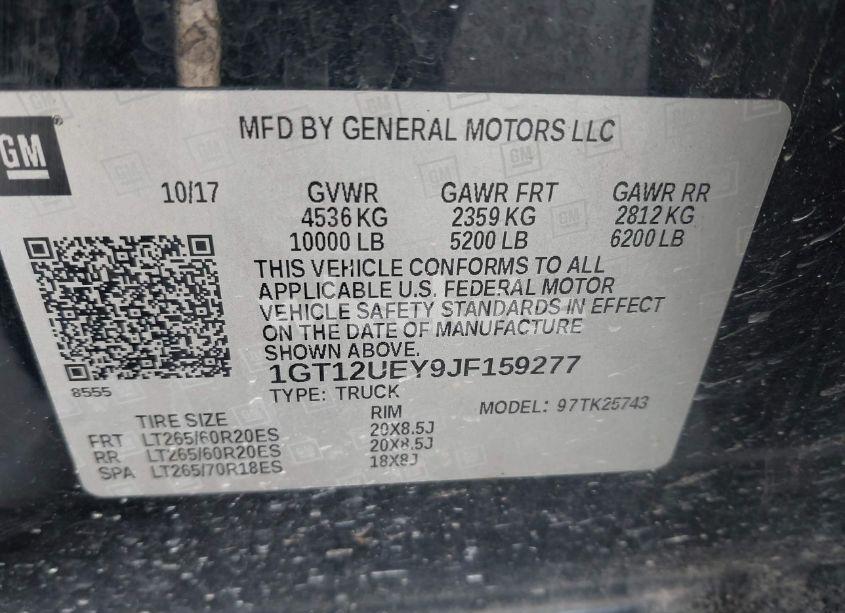 GM
MFD BY GENERAL MOTORS LLC
10/17 GVWR GAWR FRT GAWR RR
4536 KG 2359 KG 2812 KG
10000 LB 5200 LB 6200 LB
THIS VEHICLE CONFORMS TO ALL
APPLICABLE U.S. FEDERAL MOTOR
VEHICLE SAFETY STANDARDS IN EFFECT
ON THE DATE OF MANUFACTURE
SHOWN ABOVE.
1GT12UEY9JF159277
8555
TYPE: TRUCK
MODEL: 97TK25743
TIRE SIZE RIM
FRT LT265/60R20ES 20X8.5J
RR LT265/60R20ES 20X8.5J
SPA LT265/70R18ES 18X8J